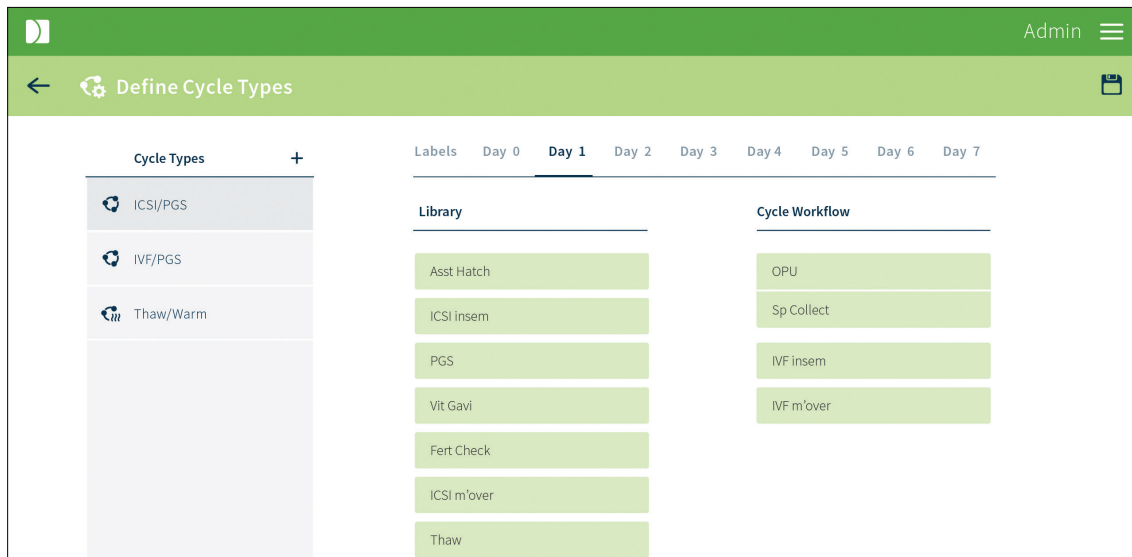 Admin
Define Cycle Types
Cycle Types +
ICSI/PGS
IVF/PGS
Thaw/Warm
Labels Day 0 Day 1 Day 2 Day 3 Day 4 Day 5 Day 6 Day 7
Library
Asst Hatch
ICSI insem
PGS
Vit Gavi
Fert Check
ICSI m’over
Thaw
Cycle Workflow
OPU
Sp Collect
IVF insem
IVF m’over